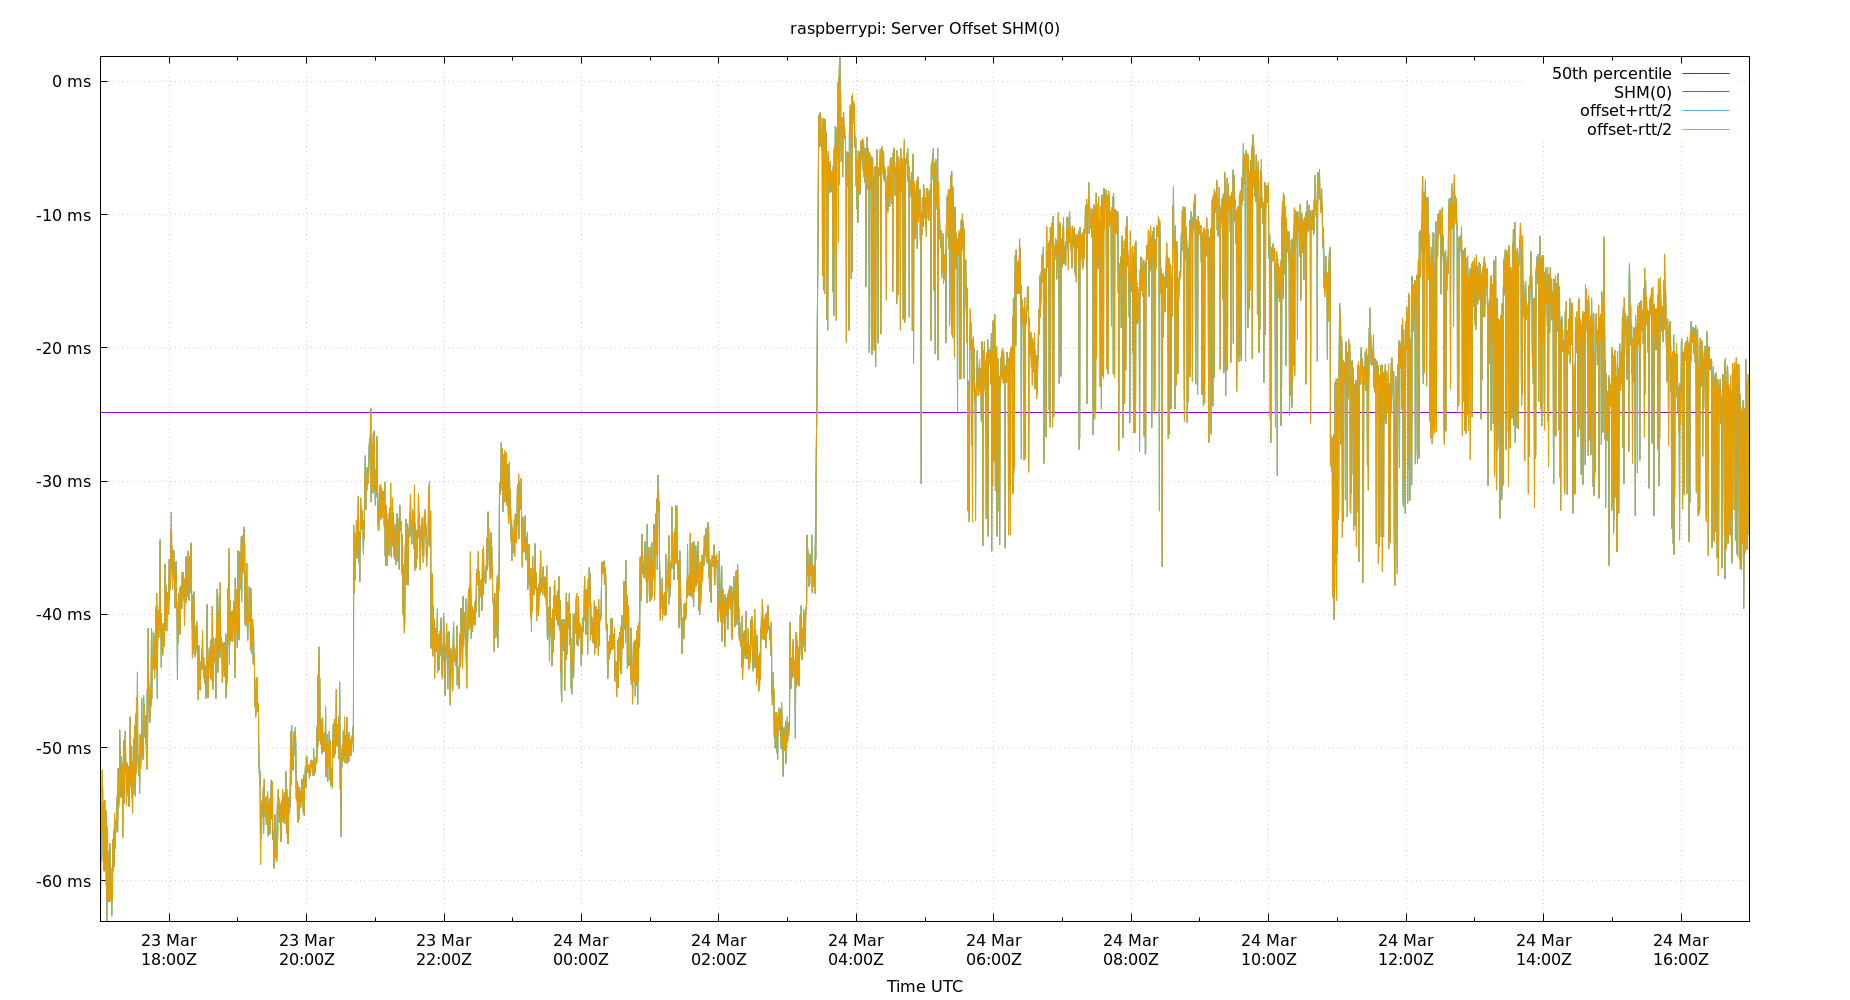 raspberrypi: Server Offset SHM(0)
50th percentile
SHM(0)
offset+rtt/2
offset-rtt/2
0 ms
-10 ms
-20 ms
-30 ms
-40 ms
-50 ms
-60 ms
23 Mar 23 Mar 23 Mar 24 Mar 24 Mar 24 Mar 24 Mar 24 Mar 24 Mar 24 Mar 24 Mar 24 Mar
18:00Z 20:00Z 22:00Z 00:00Z 02:00Z 04:00Z 06:00Z 08:00Z 10:00Z 12:00Z 14:00Z 16:00Z
Time UTC